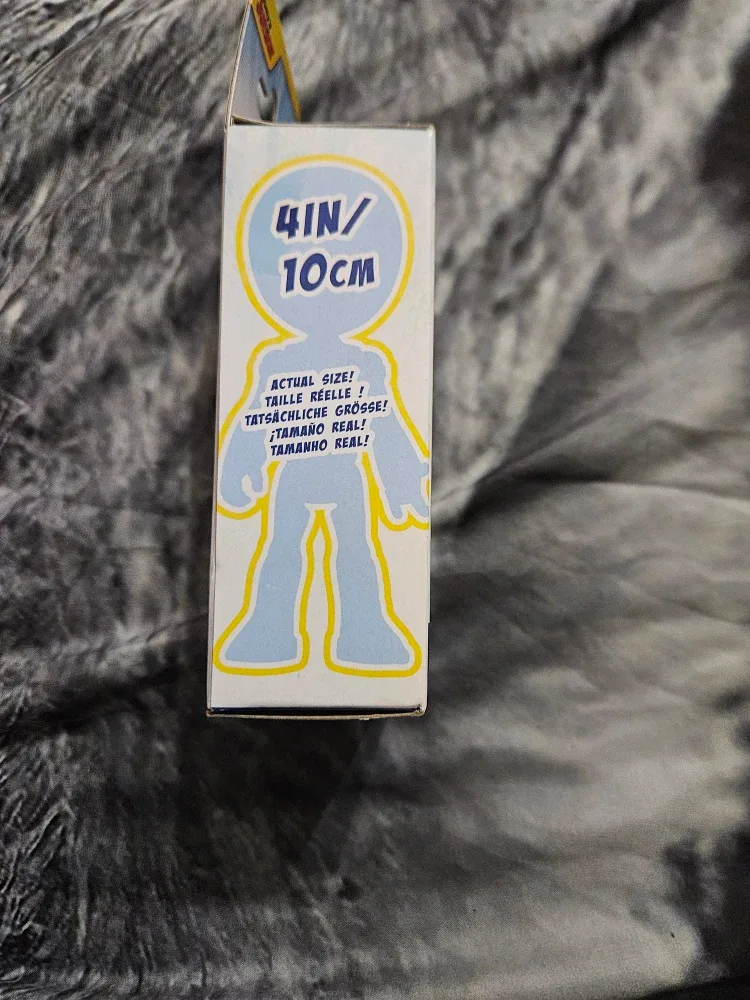 4IN/
10CM
ACTUAL SIZE!
TAILLE RÉELLE !
TATSÄCHLICHE GRÖSSE!
¡TAMAÑO REAL!
TAMANHO REAL!